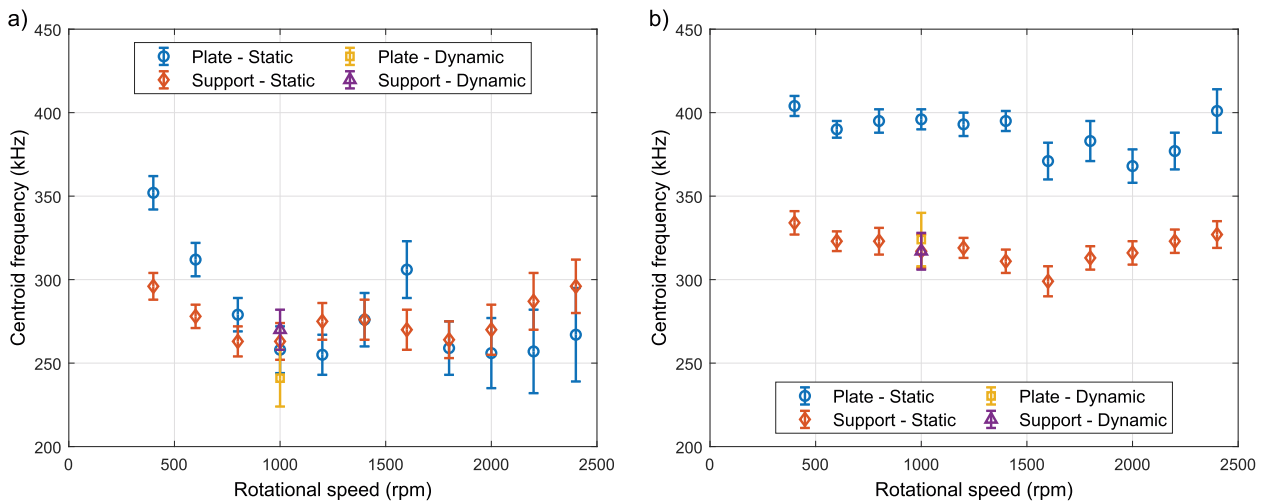 a)
450
400
350
300
250
200
Centroid frequency (kHz)
Plate - Static
Support - Static
Plate - Dynamic
Support - Dynamic
0
500
1000
1500
2000
2500
Rotational speed (rpm)
b)
450
400
350
300
250
200
Centroid frequency (kHz)
Plate - Static
Support - Static
Plate - Dynamic
Support - Dynamic
0
500
1000
1500
2000
2500
Rotational speed (rpm)